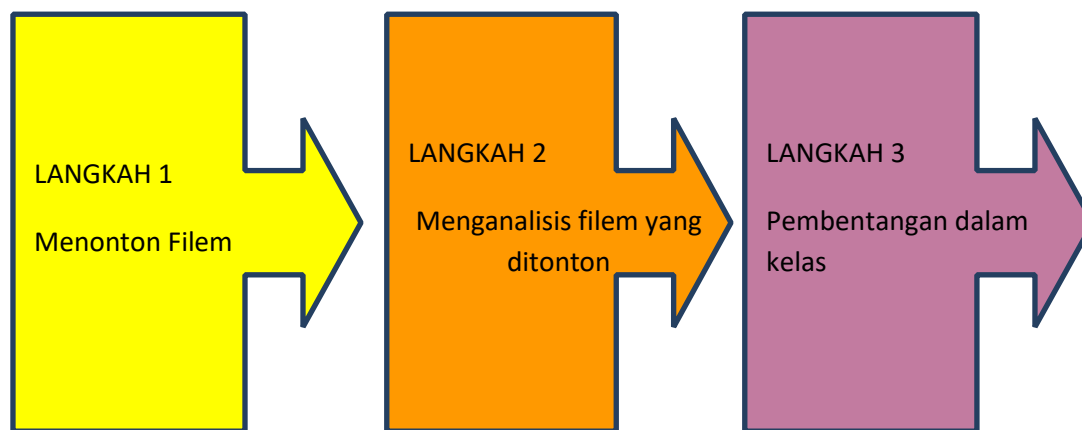 LANGKAH 1
Menonton Filem
LANGKAH 2
Menganalisis filem yang
ditonton
LANGKAH 3
Pembentangan dalam
kelas